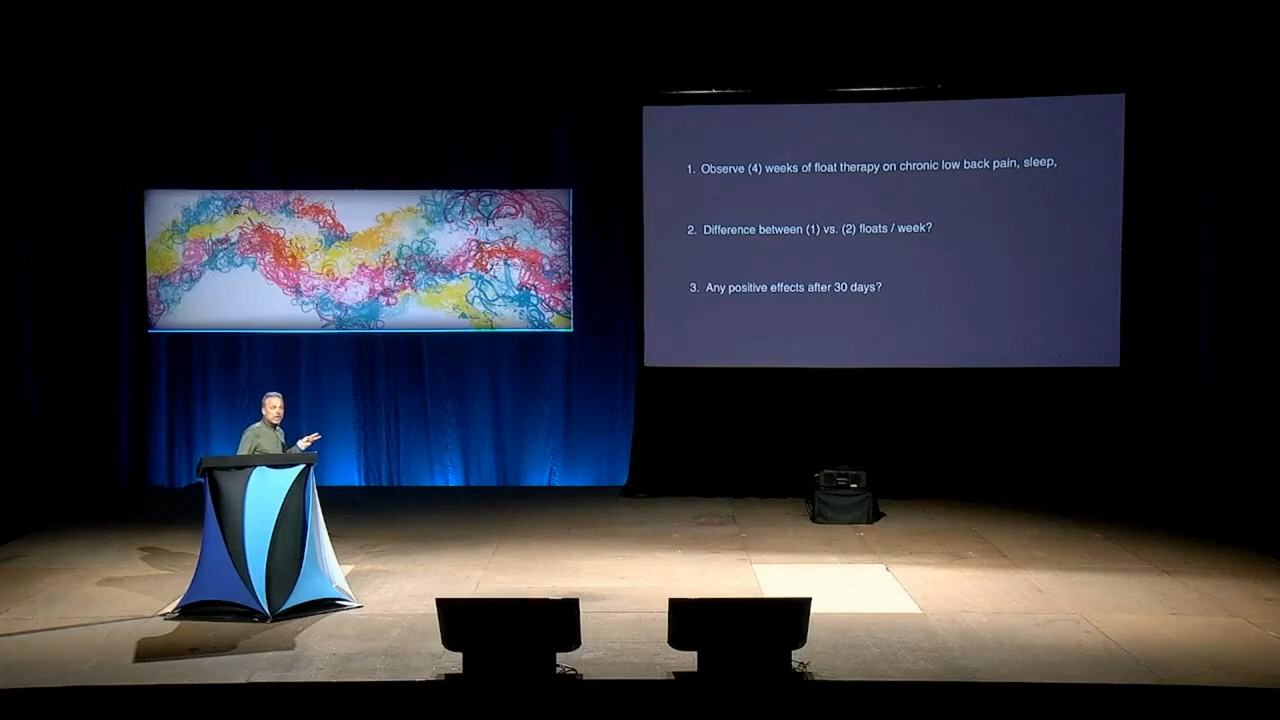 1. Observe (4) weeks of float therapy on chronic low back pain, sleep,
2. Difference between (1) vs. (2) floats / week?
3. Any positive effects after 30 days?